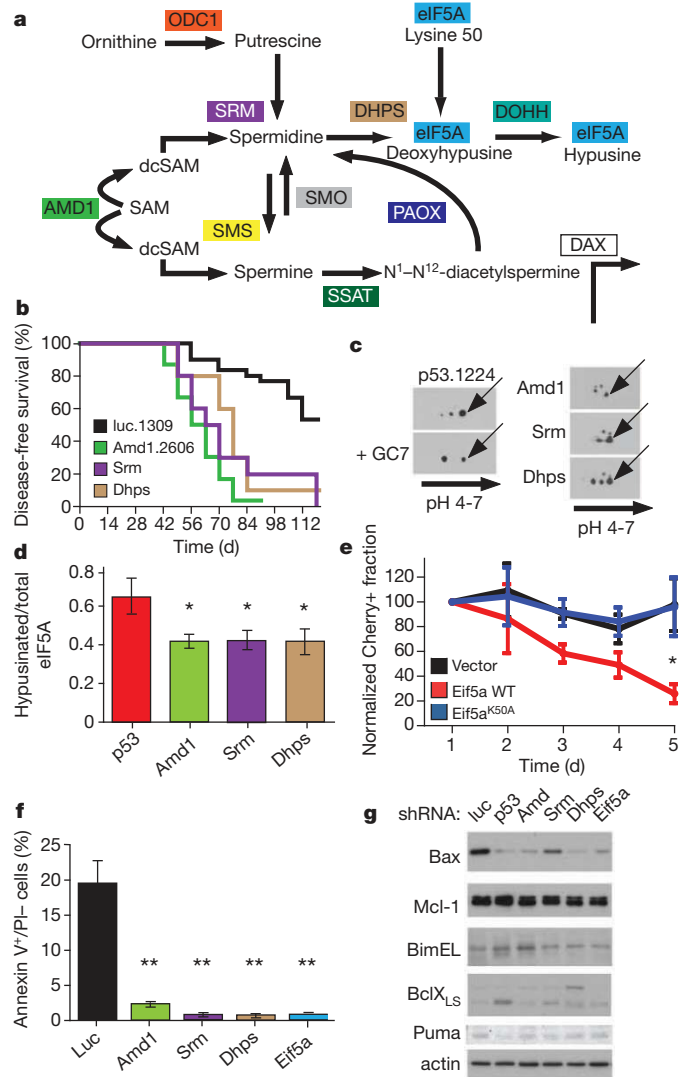 a
ODC1
eIF5A
Ornithine
Putrescine
Lysine 50
SRM
DHPS
eIF5A
DOHH
eIF5A
Spermidine
Deoxyhypusine
Hypusine
dcSAM
AMD1
SAM
SMO
PAOX
SMS
dcSAM
DAX
Spermine
N¹–N¹²-diacetylspermine
SSAT
b
Disease-free survival (%)
100
80
60
40
20
0
luc.1309
Amd1.2606
Srm
Dhps
0 14 28 42 56 70 84 98 112
Time (d)
c
p53.1224
+ GC7
pH 4-7
Amd1
Srm
Dhps
pH 4-7
d
Hypusinated/total
eIF5A
0.8
0.6
0.4
0.2
0
* * *
p53
Amd1
Srm
Dhps
e
Normalized Cherry+ fraction
120
100
80
60
40
20
0
*
Vector
Eif5a WT
Eif5aᴷ⁵⁰ᴬ
1 2 3 4 5
Time (d)
f
Annexin V⁺/PI– cells (%)
25
20
15
10
5
0
** ** ** **
Luc
Amd1
Srm
Dhps
Eif5a
g
shRNA:
luc
p53
Amd
Srm
Dhps
Eif5a
Bax
Mcl-1
BimEL
BclXLS
Puma
actin